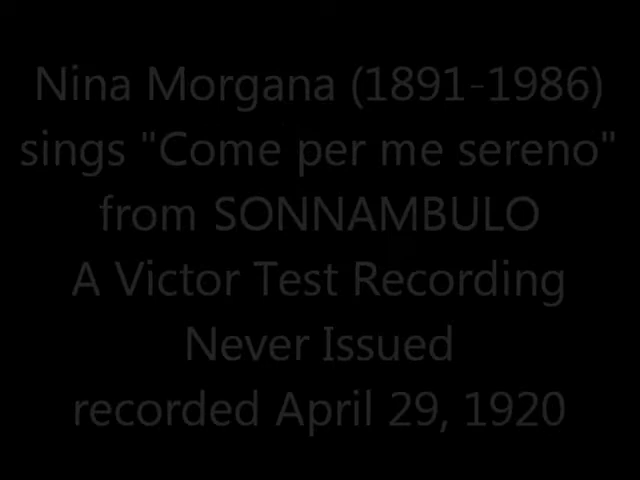 Nina Morgana (1891-1986)
sings "Come per me sereno"
from SONNAMBULO
A Victor Test Recording
Never Issued
recorded April 29, 1920